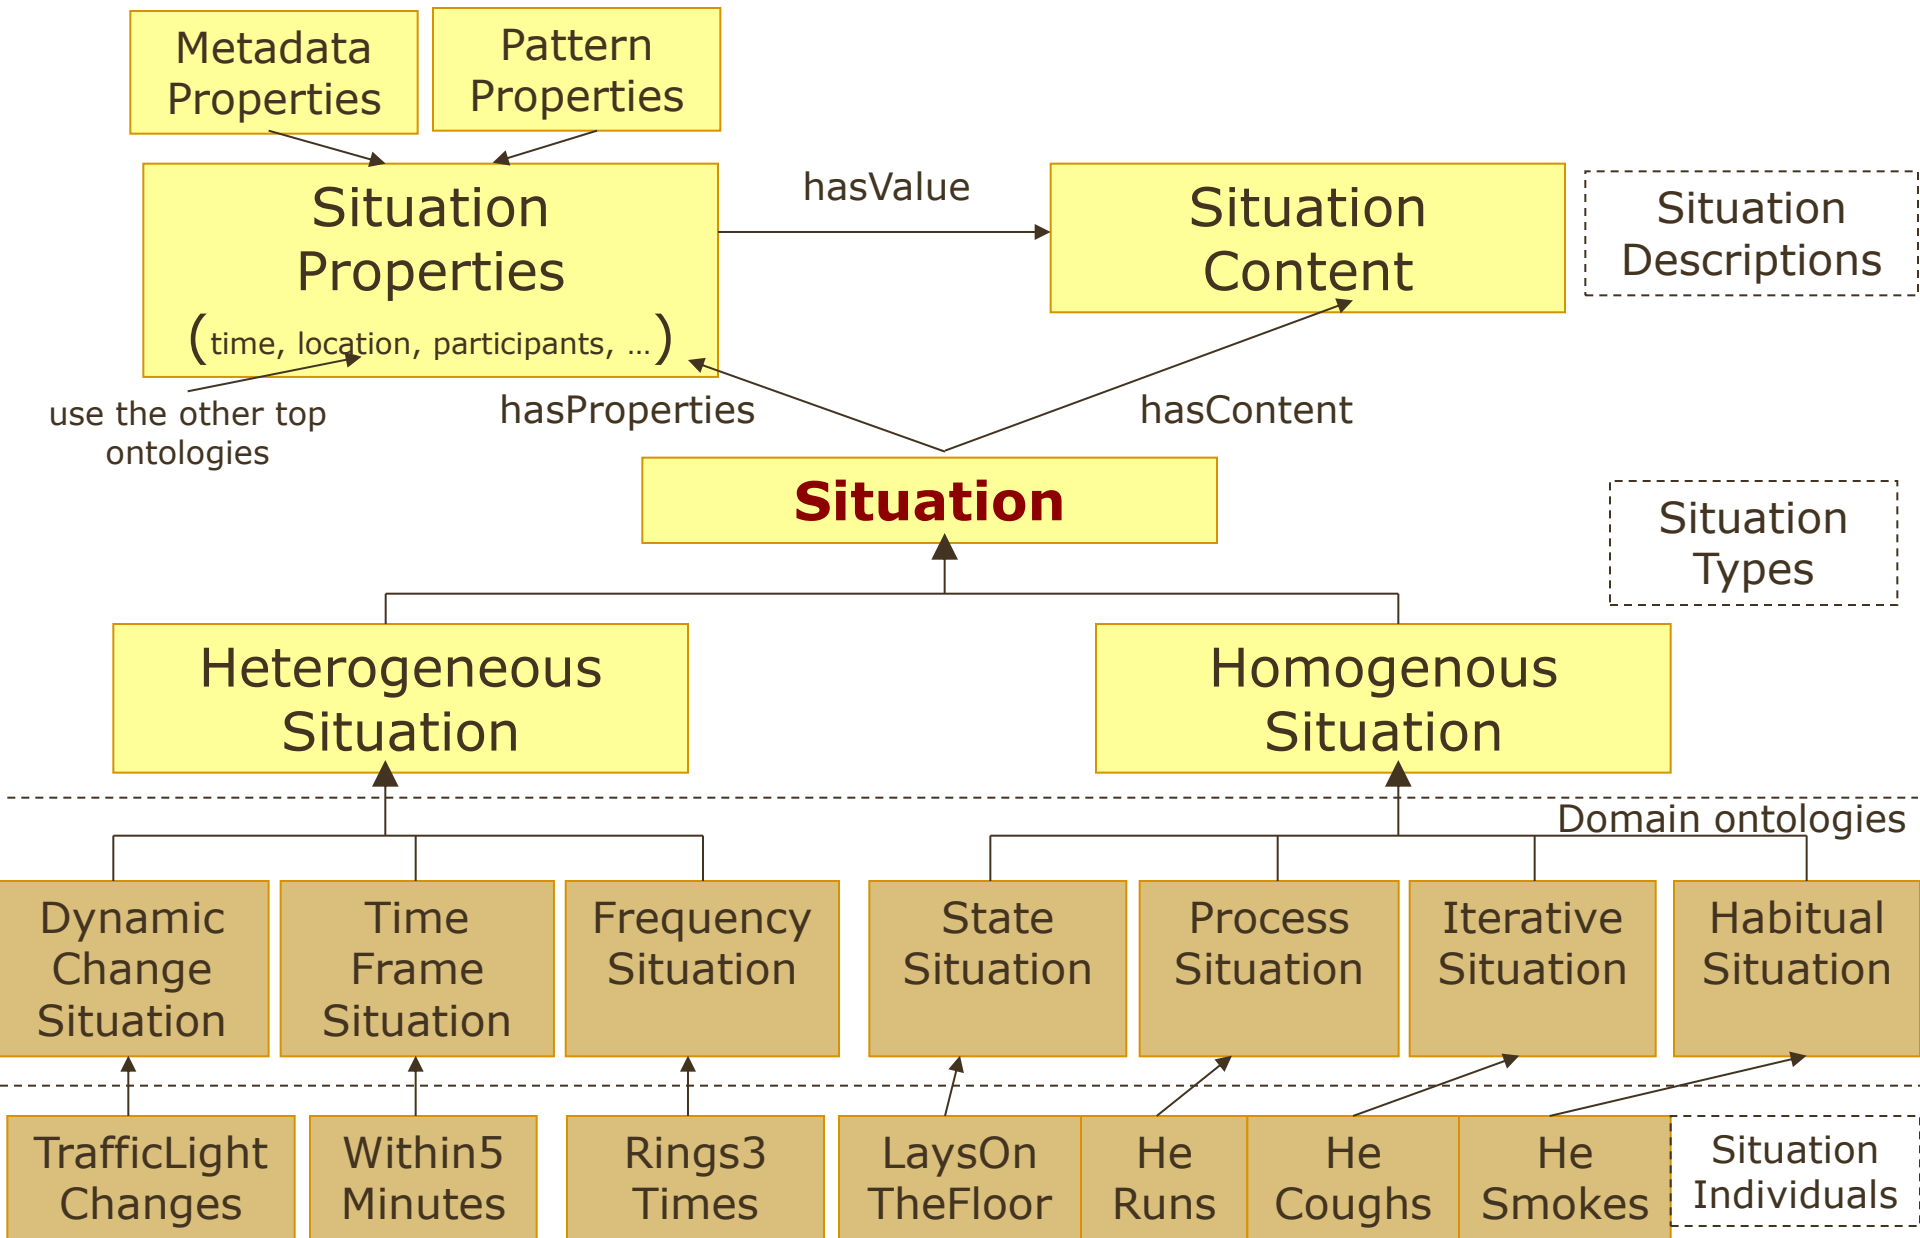 Metadata
Properties
Pattern
Properties
Situation
Properties
(time, location, participants, ...)
hasValue
Situation
Content
Situation
Descriptions
use the other top
ontologies
hasProperties
hasContent
Situation
Situation
Types
Heterogeneous
Situation
Homogenous
Situation
Domain ontologies
Dynamic
Change
Situation
Time
Frame
Situation
Frequency
Situation
State
Situation
Process
Situation
Iterative
Situation
Habitual
Situation
TrafficLight
Changes
Within5
Minutes
Rings3
Times
LaysOn
TheFloor
He
Runs
He
Coughs
He
Smokes
Situation
Individuals